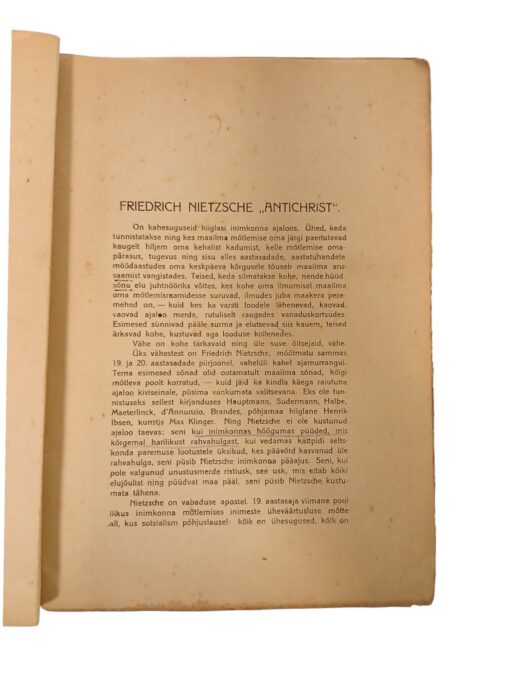 FRIEDRICH NIETZSCHE „ANTICHRIST“.
On kahesuguseid hiiglasi inimkonna ajaloos. Ühed, keda
tunnistatakse ning kes maailma mõtlemise oma järgi paenutavad
kaugelt hiljem oma kehalist kadumist, kelle mõtlemise oma-
pärasus, tugevus ning sisu alles aastasadade, aastatuhandete
möödaastudes oma keskpäeva kõrgusele tõuseb maailma aru-
saamist vangistades. Teised, keda silmatakse kohe, nende hüüd-
sõnu elu juhtnööriks võttes, kes kohe oma ilmumisel maailma
oma mõtlemisraamidesse suruvad, ilmudes juba maakera pere-
mehed on, — kuid kes ka varsti loodele lähenevad, kaovad,
vaovad ajaloo merde, rutuliselt raugedes vanaduskortsudes.
Esimesed sünnivad pääle surma ja elutsevad siis kauem, teised
ärkavad kohe, kustuvad aga looduse kolletedes.
Vähe on kohe tärkavaid ning üle suve õitsejaid, vähe.
Üks vähestest on Friedrich Nietzsche, mõõtmatu sammas
19. ja 20. aastasadade piirjoonel, vahelüli kahel ajamurrangul.
Tema esimesed sõnad olid ootamatult maailma sõnad, kõigi
mõtleva poolt korratud, — kuid jäid ka kindla käega raiutuna
ajaloo kiviseinale, püsima vankumata välimusega. Eks ole tun-
nistuseks sellest kirjanduses Hauptmann, Sudermann, Halbe,
Maeterlinck, d'Annunzio, Brandes, põhjamaa hiiglane Henrik
Ibsen, kunstis Max Klinger. Ning Nietzsche ei ole kustunud
ajaloo taevas: seni kui inimkonnas hõõgumas püüded, mis
kõrgemal harilikust rahvahulgast, kui vedamas kättpidi selts-
konda paremuse lootustele üksikud, kes päävõrd kasvanud üle
rahvahulga, seni püsib Nietzsche inimkonna pääajus. Seni, kui
pole valgunud unustusmerde ristiusk, see usk, mis eitab kõiki
elujõulist ning püüdvat maa pääl, seni püsib Nietzsche kustu-
mata tähena.
Nietzsche on vabaduse apostel. 19. aastasaja viimane pool
liikus inimkonna mõtlemises inimeste üheväärtusluse mõtte
all, kus sotsialism põhjuslausel: kõik on ühesugused, kõik on